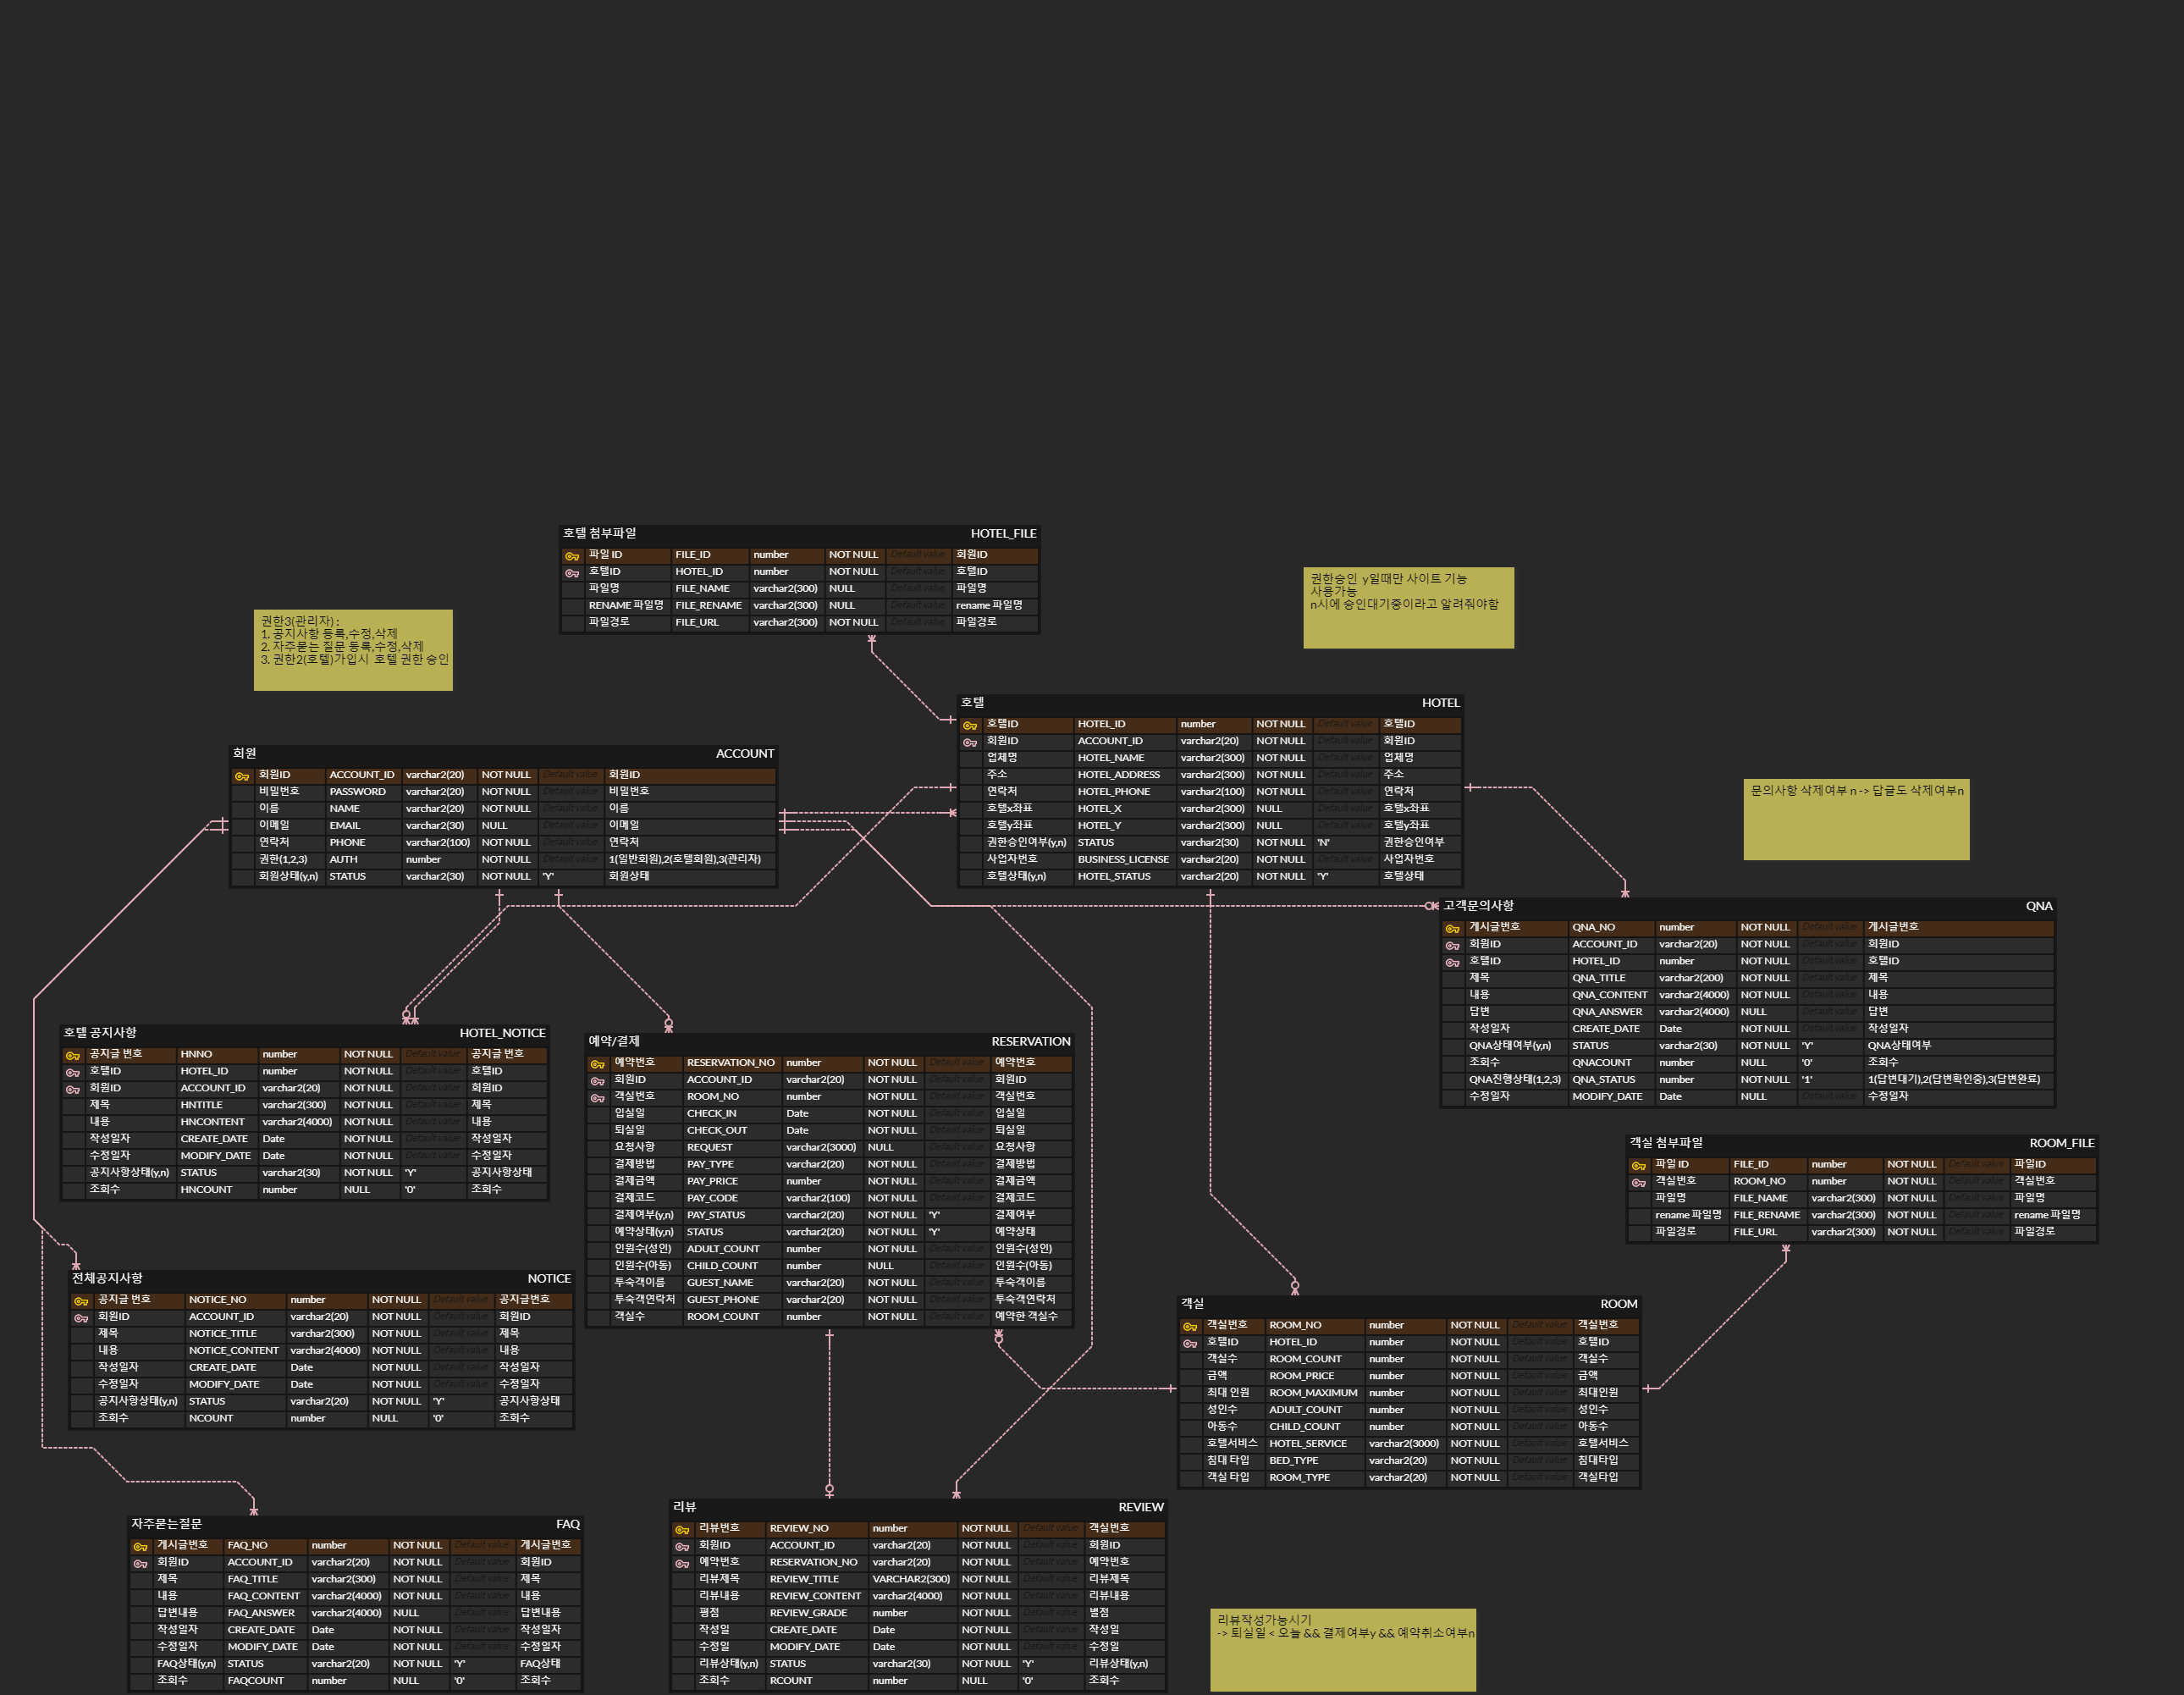 호텔 첨부파일 HOTEL_FILE
파일 ID FILE_ID number NOT NULL Default value 회원ID
호텔ID HOTEL_ID number NOT NULL Default value 호텔ID
파일명 FILE_NAME varchar2(300) NULL Default value 파일명
RENAME 파일명 FILE_RENAME varchar2(300) NULL Default value rename 파일명
파일경로 FILE_URL varchar2(300) NOT NULL Default value 파일경로
권한승인 y일때만 사이트 기능
사용가능
n시에 승인대기중이라고 알려줘야함
권한3(관리자) :
1. 공지사항 등록,수정,삭제
2. 자주묻는 질문 등록,수정,삭제
3. 권한2(호텔)가입시 호텔 권한 승인
호텔 HOTEL
호텔ID HOTEL_ID number NOT NULL Default value 호텔ID
회원ID ACCOUNT_ID varchar2(20) NOT NULL Default value 회원ID
업체명 HOTEL_NAME varchar2(300) NOT NULL Default value 업체명
주소 HOTEL_ADDRESS varchar2(300) NOT NULL Default value 주소
연락처 HOTEL_PHONE varchar2(100) NOT NULL Default value 연락처
호텔x좌표 HOTEL_X varchar2(300) NULL Default value 호텔x좌표
호텔y좌표 HOTEL_Y varchar2(300) NULL Default value 호텔y좌표
권한승인여부(y,n) STATUS varchar2(30) NOT NULL 'N' 권한승인여부
사업자번호 BUSINESS_LICENSE varchar2(20) NOT NULL Default value 사업자번호
호텔상태(y,n) HOTEL_STATUS varchar2(20) NOT NULL 'Y' 호텔상태
회원 ACCOUNT
회원ID ACCOUNT_ID varchar2(20) NOT NULL Default value 회원ID
비밀번호 PASSWORD varchar2(20) NOT NULL Default value 비밀번호
이름 NAME varchar2(20) NOT NULL Default value 이름
이메일 EMAIL varchar2(30) NULL Default value 이메일
연락처 PHONE varchar2(100) NOT NULL Default value 연락처
권한(1,2,3) AUTH number NOT NULL Default value 1(일반회원),2(호텔회원),3(관리자)
회원상태(y,n) STATUS varchar2(30) NOT NULL 'Y' 회원상태
문의사항 삭제여부 n -> 답글도 삭제여부n
고객문의사항 QNA
게시글번호 QNA_NO number NOT NULL Default value 게시글번호
회원ID ACCOUNT_ID varchar2(20) NOT NULL Default value 회원ID
호텔ID HOTEL_ID number NOT NULL Default value 호텔ID
제목 QNA_TITLE varchar2(200) NOT NULL Default value 제목
내용 QNA_CONTENT varchar2(4000) NOT NULL Default value 내용
답변 QNA_ANSWER varchar2(4000) NULL Default value 답변
작성일자 CREATE_DATE Date NOT NULL Default value 작성일자
QNA상태여부(y,n) STATUS varchar2(30) NOT NULL 'Y' QNA상태여부
조회수 QNACOUNT number NULL '0' 조회수
QNA진행상태(1,2,3) QNA_STATUS number NOT NULL '1' 1(답변대기),2(답변확인중),3(답변완료)
수정일자 MODIFY_DATE Date NULL Default value 수정일자
호텔 공지사항 HOTEL_NOTICE
공지글 번호 HNNO number NOT NULL Default value 공지글 번호
호텔ID HOTEL_ID number NOT NULL Default value 호텔ID
회원ID ACCOUNT_ID varchar2(20) NOT NULL Default value 회원ID
제목 HNTITLE varchar2(300) NOT NULL Default value 제목
내용 HNCONTENT varchar2(4000) NOT NULL Default value 내용
작성일자 CREATE_DATE Date NOT NULL Default value 작성일자
수정일자 MODIFY_DATE Date NOT NULL Default value 수정일자
공지사항상태(y,n) STATUS varchar2(30) NOT NULL 'Y' 공지사항상태
조회수 HNCOUNT number NULL '0' 조회수
예약/결제 RESERVATION
예약번호 RESERVATION_NO number NOT NULL Default value 예약번호
회원ID ACCOUNT_ID varchar2(20) NOT NULL Default value 회원ID
객실번호 ROOM_NO number NOT NULL Default value 객실번호
입실일 CHECK_IN Date NOT NULL Default value 입실일
퇴실일 CHECK_OUT Date NOT NULL Default value 퇴실일
요청사항 REQUEST varchar2(3000) NULL Default value 요청사항
결제방법 PAY_TYPE varchar2(20) NOT NULL Default value 결제방법
결제금액 PAY_PRICE number NOT NULL Default value 결제금액
결제코드 PAY_CODE varchar2(100) NOT NULL Default value 결제코드
결제여부(y,n) PAY_STATUS varchar2(20) NOT NULL 'Y' 결제여부
예약상태(y,n) STATUS varchar2(20) NOT NULL 'Y' 예약상태
인원수(성인) ADULT_COUNT number NOT NULL Default value 인원수(성인)
인원수(아동) CHILD_COUNT number NULL Default value 인원수(아동)
투숙객이름 GUEST_NAME varchar2(20) NOT NULL Default value 투숙객이름
투숙객연락처 GUEST_PHONE varchar2(20) NOT NULL Default value 투숙객연락처
객실수 ROOM_COUNT number NOT NULL Default value 예약한 객실수
객실 첨부파일 ROOM_FILE
파일 ID FILE_ID number NOT NULL Default value 파일ID
객실번호 ROOM_NO number NOT NULL Default value 객실번호
파일명 FILE_NAME varchar2(300) NOT NULL Default value 파일명
rename 파일명 FILE_RENAME varchar2(300) NOT NULL Default value rename 파일명
파일경로 FILE_URL varchar2(300) NOT NULL Default value 파일경로
전체공지사항 NOTICE
공지글 번호 NOTICE_NO number NOT NULL Default value 공지글번호
회원ID ACCOUNT_ID varchar2(20) NOT NULL Default value 회원ID
제목 NOTICE_TITLE varchar2(300) NOT NULL Default value 제목
내용 NOTICE_CONTENT varchar2(4000) NOT NULL Default value 내용
작성일자 CREATE_DATE Date NOT NULL Default value 작성일자
수정일자 MODIFY_DATE Date NOT NULL Default value 수정일자
공지사항상태(y,n) STATUS varchar2(20) NOT NULL 'Y' 공지사항상태
조회수 NCOUNT number NULL '0' 조회수
객실 ROOM
객실번호 ROOM_NO number NOT NULL Default value 객실번호
호텔ID HOTEL_ID number NOT NULL Default value 호텔ID
객실수 ROOM_COUNT number NOT NULL Default value 객실수
금액 ROOM_PRICE number NOT NULL Default value 금액
최대 인원 ROOM_MAXIMUM number NOT NULL Default value 최대인원
성인수 ADULT_COUNT number NOT NULL Default value 성인수
아동수 CHILD_COUNT number NOT NULL Default value 아동수
호텔서비스 HOTEL_SERVICE varchar2(3000) NOT NULL Default value 호텔서비스
침대 타입 BED_TYPE varchar2(20) NOT NULL Default value 침대타입
객실 타입 ROOM_TYPE varchar2(20) NOT NULL Default value 객실타입
자주묻는질문 FAQ
게시글번호 FAQ_NO number NOT NULL Default value 게시글번호
회원ID ACCOUNT_ID varchar2(20) NOT NULL Default value 회원ID
제목 FAQ_TITLE varchar2(300) NOT NULL Default value 제목
내용 FAQ_CONTENT varchar2(4000) NOT NULL Default value 내용
답변내용 FAQ_ANSWER varchar2(4000) NULL Default value 답변내용
작성일자 CREATE_DATE Date NOT NULL Default value 작성일자
수정일자 MODIFY_DATE Date NOT NULL Default value 수정일자
FAQ상태(y,n) STATUS varchar2(20) NOT NULL 'Y' FAQ상태
조회수 FAQCOUNT number NULL '0' 조회수
리뷰 REVIEW
리뷰번호 REVIEW_NO number NOT NULL Default value 객실번호
회원ID ACCOUNT_ID varchar2(20) NOT NULL Default value 회원ID
예약번호 RESERVATION_NO varchar2(20) NOT NULL Default value 예약번호
리뷰제목 REVIEW_TITLE VARCHAR2(300) NOT NULL Default value 리뷰제목
리뷰내용 REVIEW_CONTENT varchar2(4000) NOT NULL Default value 리뷰내용
평점 REVIEW_GRADE number NOT NULL Default value 별점
작성일 CREATE_DATE Date NOT NULL Default value 작성일
수정일 MODIFY_DATE Date NOT NULL Default value 수정일
리뷰상태(y,n) STATUS varchar2(30) NOT NULL 'Y' 리뷰상태(y,n)
조회수 RCOUNT number NULL '0' 조회수
리뷰작성가능시기
-> 퇴실일 < 오늘 && 결제여부y && 예약취소여부n